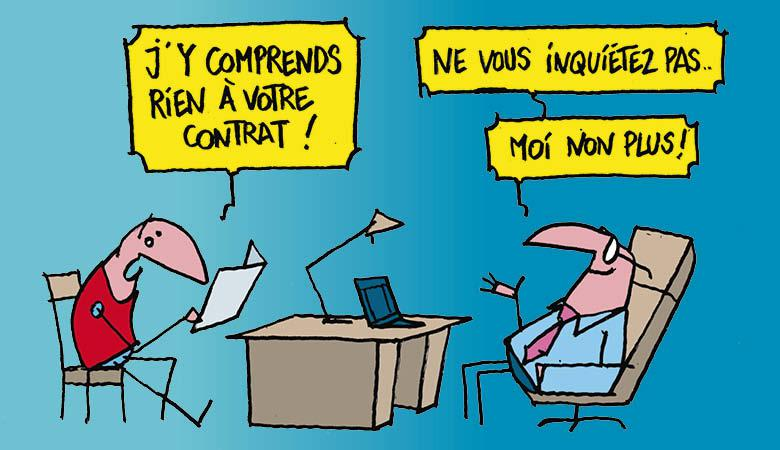 J'Y COMPRENDS
RIEN À VOTRE
CONTRAT !
NE VOUS INQUIÉTEZ PAS..
MOI NON PLUS!